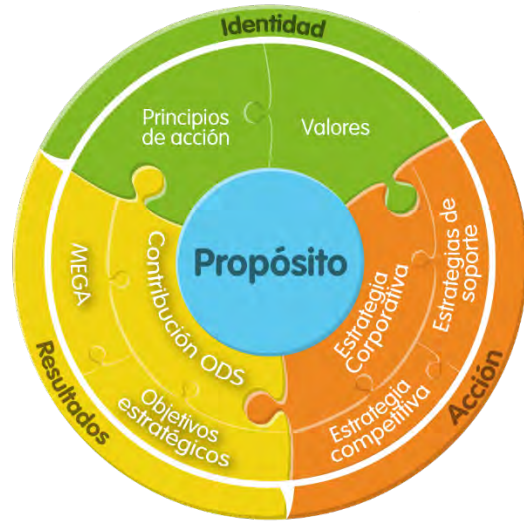 Identidad
Principios
de acción
Valores
Propósito
Estrategia
Corporativa
Estrategias de
soporte
Estrategia
competitiva
Acción
MEGA
Contribución ODS
Objetivos
estratégicos
Resultados